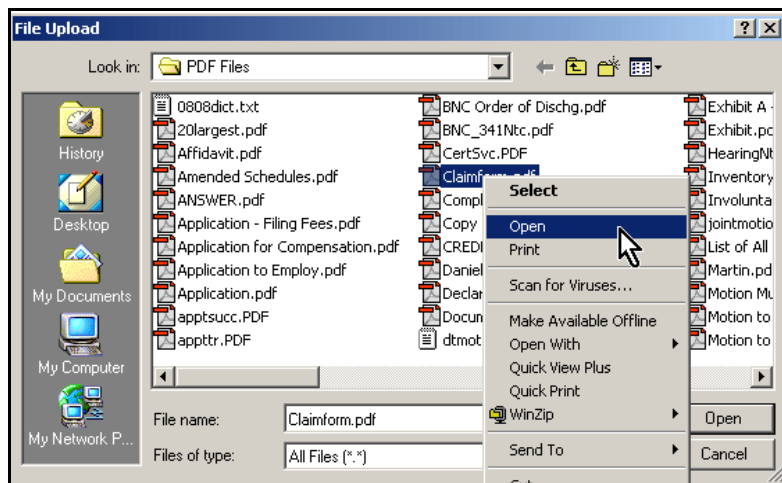 File Upload
Look in:
PDF Files
History
Desktop
My Documents
My Computer
My Network P...
0808dict.txt
20largest.pdf
Affidavit.pdf
Amended Schedules.pdf
ANSWER.pdf
Application - Filing Fees.pdf
Application for Compensation.pdf
Application to Employ.pdf
Application.pdf
apptsucc.PDF
appttr.PDF
BNC Order of Dischg.pdf
BNC_341Ntc.pdf
CertSvc.PDF
Claimform.pdf
Compl
Copy
CREDI
Daniel
Declar
Docum
dtmot
Exhibit A -
Exhibit.pd
HearingNt
Inventory
Involunta
jointmotio
List of All
Martin.pd
Motion Mu
Motion to
Motion to
Select
Open
Print
Scan for Viruses...
Make Available Offline
Open With
Quick View Plus
Quick Print
WinZip
Send To
File name:
Claimform.pdf
Open
Files of type:
All Files (*.*)
Cancel